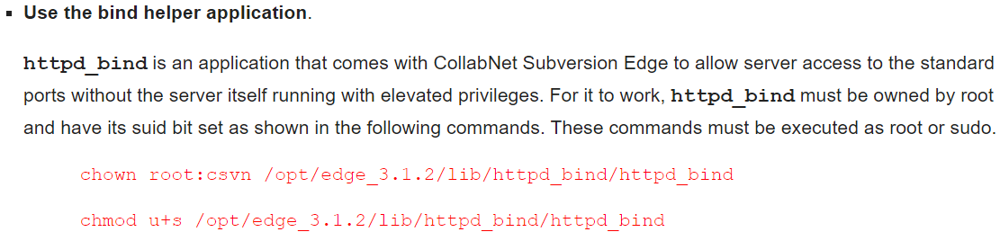 ▪ Use the bind helper application.
httpd_bind is an application that comes with CollabNet Subversion Edge to allow server access to the standard
ports without the server itself running with elevated privileges. For it to work, httpd_bind must be owned by root
and have its suid bit set as shown in the following commands. These commands must be executed as root or sudo.
chown root:csvn /opt/edge_3.1.2/lib/httpd_bind/httpd_bind
chmod u+s /opt/edge_3.1.2/lib/httpd_bind/httpd_bind